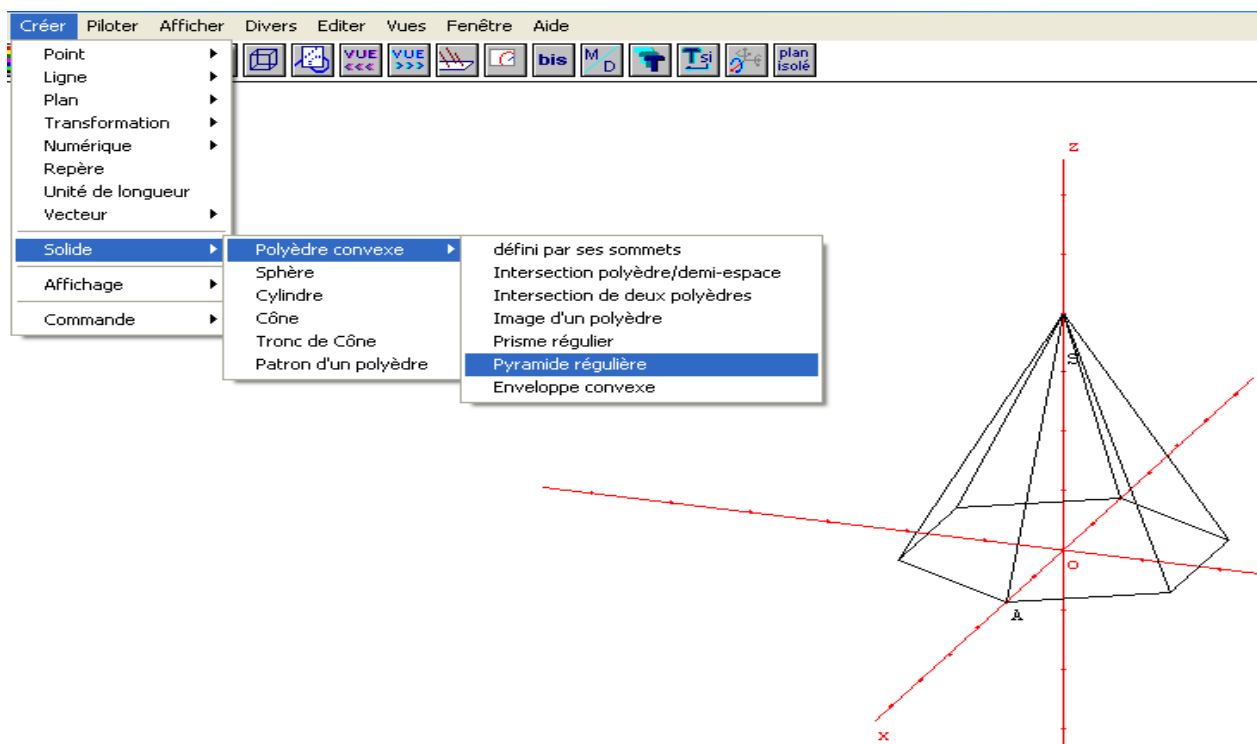 Créer Piloter Afficher Divers Editer Vues Fenêtre Aide
VUE <<< VUE >>> bis M/D Tsi plan isolé
Point
Ligne
Plan
Transformation
Numérique
Repère
Unité de longueur
Vecteur
Solide
Affichage
Commande
Polyèdre convexe
Sphère
Cylindre
Cône
Tronc de Cône
Patron d'un polyèdre
défini par ses sommets
Intersection polyèdre/demi-espace
Intersection de deux polyèdres
Image d'un polyèdre
Prisme régulier
Pyramide régulière
Enveloppe convexe
z
S
O
A
x